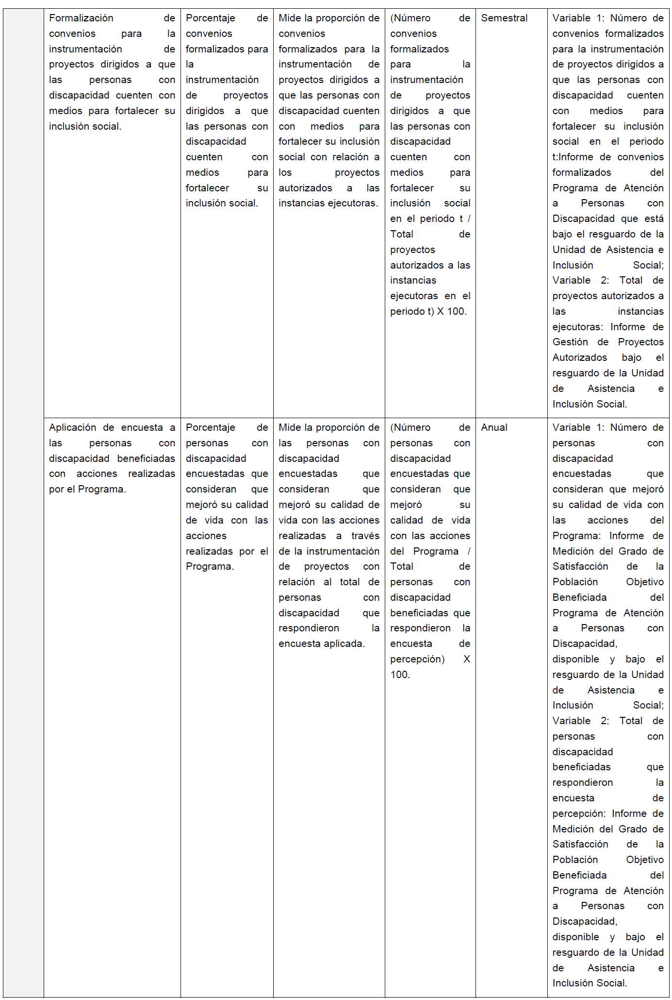 Formalización de
convenios para la
instrumentación de
proyectos dirigidos a que
las personas con
discapacidad cuenten con
medios para fortalecer su
inclusión social.
Porcentaje de
convenios
formalizados para
la
instrumentación
de proyectos
dirigidos a que
las personas con
discapacidad
cuenten con
medios para
fortalecer su
inclusión social.
Mide la proporción de
convenios
formalizados para la
instrumentación de
proyectos dirigidos a
que las personas con
discapacidad cuenten
con medios para
fortalecer su inclusión
social con relación a
los proyectos
autorizados a las
instancias ejecutoras.
(Número de
convenios
formalizados
para la
instrumentación
de proyectos
dirigidos a que
las personas con
discapacidad
cuenten con
medios para
fortalecer su
inclusión social
en el periodo t /
Total de
proyectos
autorizados a las
instancias
ejecutoras en el
periodo t) X 100.
Semestral
Variable 1: Número de
convenios formalizados
para la instrumentación
de proyectos dirigidos a
que las personas con
discapacidad cuenten
con medios para
fortalecer su inclusión
social en el periodo
t:Informe de convenios
formalizados del
Programa de Atención
a Personas con
Discapacidad que está
bajo el resguardo de la
Unidad de Asistencia e
Inclusión Social;
Variable 2: Total de
proyectos autorizados a
las instancias
ejecutoras: Informe de
Gestión de Proyectos
Autorizados bajo el
resguardo de la Unidad
de Asistencia e
Inclusión Social.
Aplicación de encuesta a
las personas con
discapacidad beneficiadas
con acciones realizadas
por el Programa.
Porcentaje de
personas con
discapacidad
encuestadas que
consideran que
mejoró su calidad
de vida con las
acciones
realizadas por el
Programa.
Mide la proporción de
las personas con
discapacidad
encuestadas que
consideran que
mejoró su calidad de
vida con las acciones
realizadas a través
de la instrumentación
de proyectos con
relación al total de
personas con
discapacidad que
respondieron la
encuesta aplicada.
(Número de
personas con
discapacidad
encuestadas que
consideran que
mejoró su
calidad de vida
con las acciones
del Programa /
Total de
personas con
discapacidad
beneficiadas que
respondieron la
encuesta de
percepción) X
100.
Anual
Variable 1: Número de
personas con
discapacidad
encuestadas que
consideran que mejoró
su calidad de vida con
las acciones del
Programa: Informe de
Medición del Grado de
Satisfacción de la
Población Objetivo
Beneficiada del
Programa de Atención
a Personas con
Discapacidad,
disponible y bajo el
resguardo de la Unidad
de Asistencia e
Inclusión Social;
Variable 2: Total de
personas con
discapacidad
beneficiadas que
respondieron la
encuesta de
percepción: Informe de
Medición del Grado de
Satisfacción de la
Población Objetivo
Beneficiada del
Programa de Atención
a Personas con
Discapacidad,
disponible y bajo el
resguardo de la Unidad
de Asistencia e
Inclusión Social.